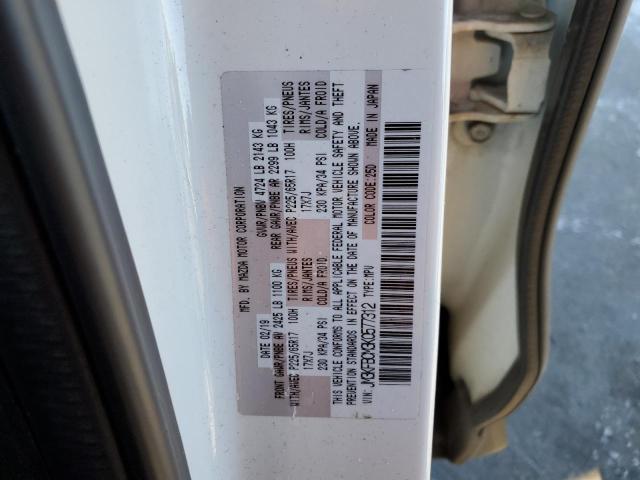 MFD. BY MAZDA MOTOR CORPORATION
DATE 02/19 GVWR/PNBV 4724 LB 2143 KG
FRONT GAWR/PNBE AV 2425 LB 1100 KG REAR GAWR/PNBE AR 2299 LB 1043 KG
WITH/AVEC P225/65R17 100H TIRES/PNEUS WITH/AVEC P225/65R17 100H TIRES/PNEUS
17X7J RIMS/JANTES 17X7J RIMS/JANTES
230 KPA/34 PSI COLD/A FROID 230 KPA/34 PSI COLD/A FROID
THIS VEHICLE CONFORMS TO ALL APPLICABLE FEDERAL MOTOR VEHICLE SAFETY AND THEFT
PREVENTION STANDARDS IN EFFECT ON THE DATE OF MANUFACTURE SHOWN ABOVE.
COLOR CODE:25D MADE IN JAPAN
VIN: TYPE:MPV